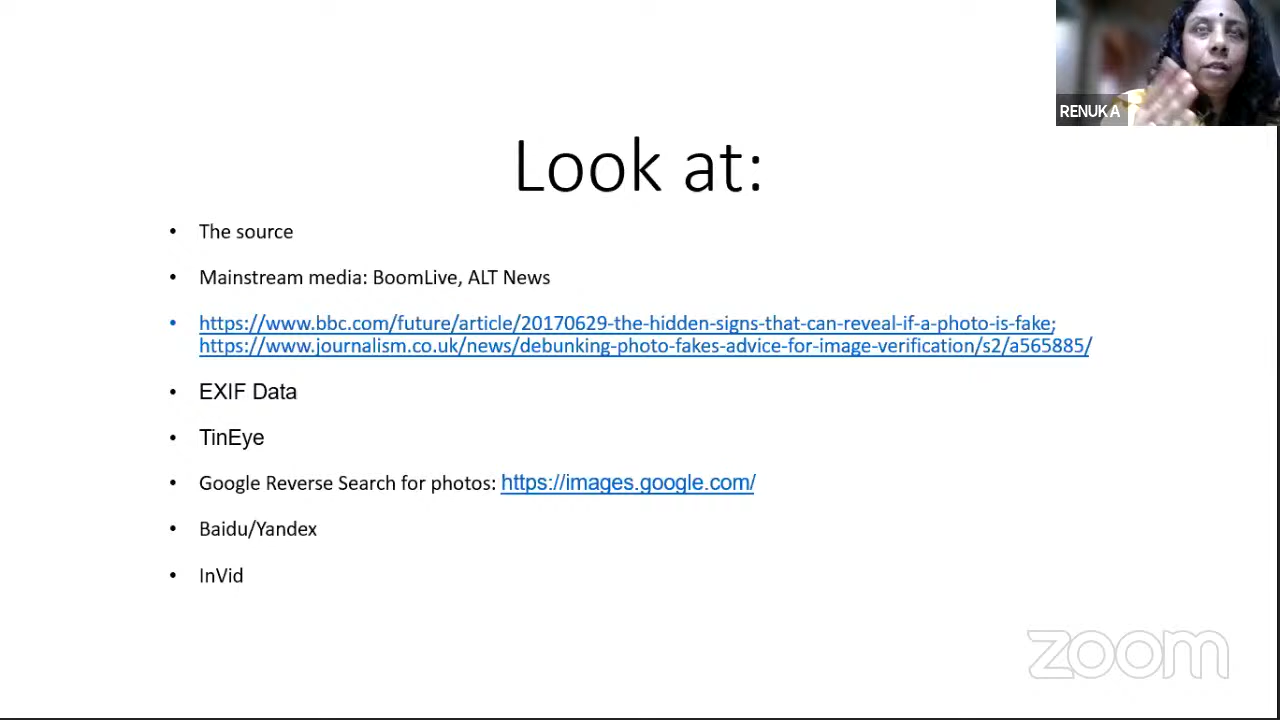 RENUKA
Look at:
• The source
• Mainstream media: BoomLive, ALT News
• https://www.bbc.com/future/article/20170629-the-hidden-signs-that-can-reveal-if-a-photo-is-fake;
https://www.journalism.co.uk/news/debunking-photo-fakes-advice-for-image-verification/s2/a565885/
• EXIF Data
• TinEye
• Google Reverse Search for photos: https://images.google.com/
• Baidu/Yandex
• InVid
zoom